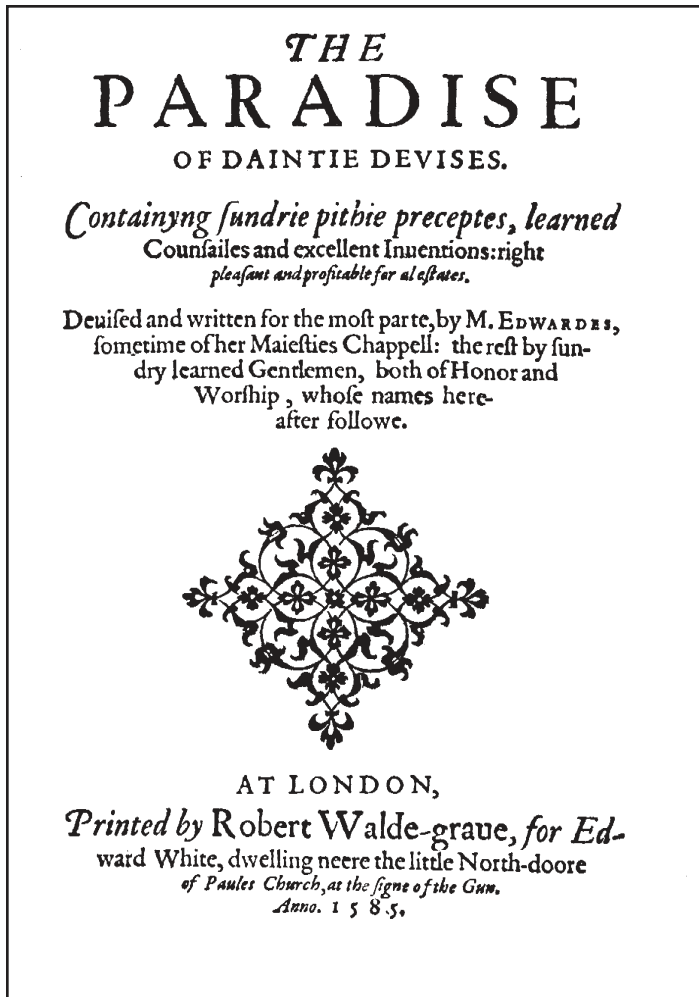 THE
PARADISE
OF DAINTIE DEVISES.
Containyng ſundrie pithie preceptes, learned
Counſailes and excellent Inuentions: right
pleaſant and profitable for al eſtates.
Deuiſed and written for the moſt parte, by M. EDWARDES,
ſometime of her Maieſties Chappell: the reſt by ſun-
dry learned Gentlemen, both of Honor and
Worſhip, whoſe names here-
after followe.
AT LONDON,
Printed by Robert Walde-graue, for Ed-
ward White, dwelling neere the little North-doore
of Paules Church, at the ſigne of the Gun.
Anno. 1585.